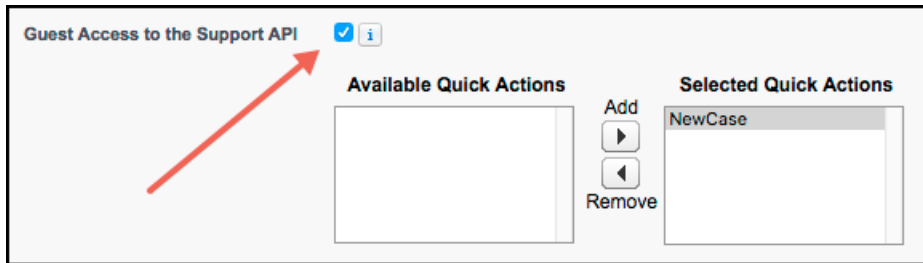 Guest Access to the Support API
i
Available Quick Actions
Selected Quick Actions
Add
NewCase
Remove